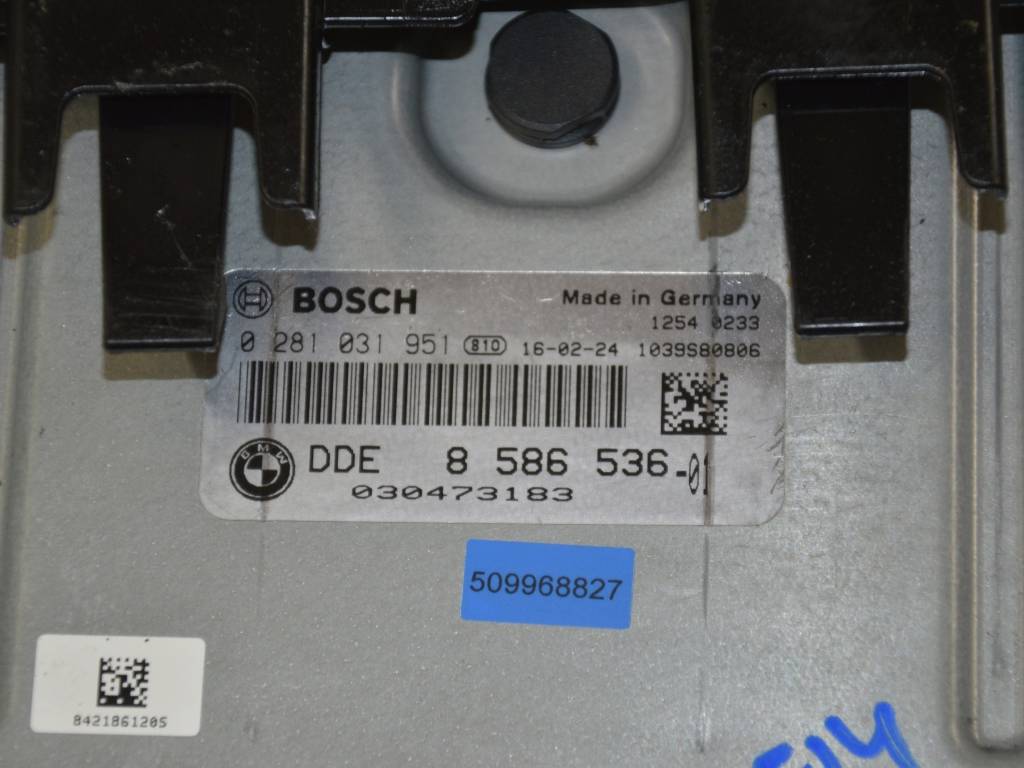 BOSCH
Made in Germany
1254 0233
0 281 031 951 810 16-02-24 1039S80806
BMW
DDE 8 586 536-01
030473183
509968827
8421861205